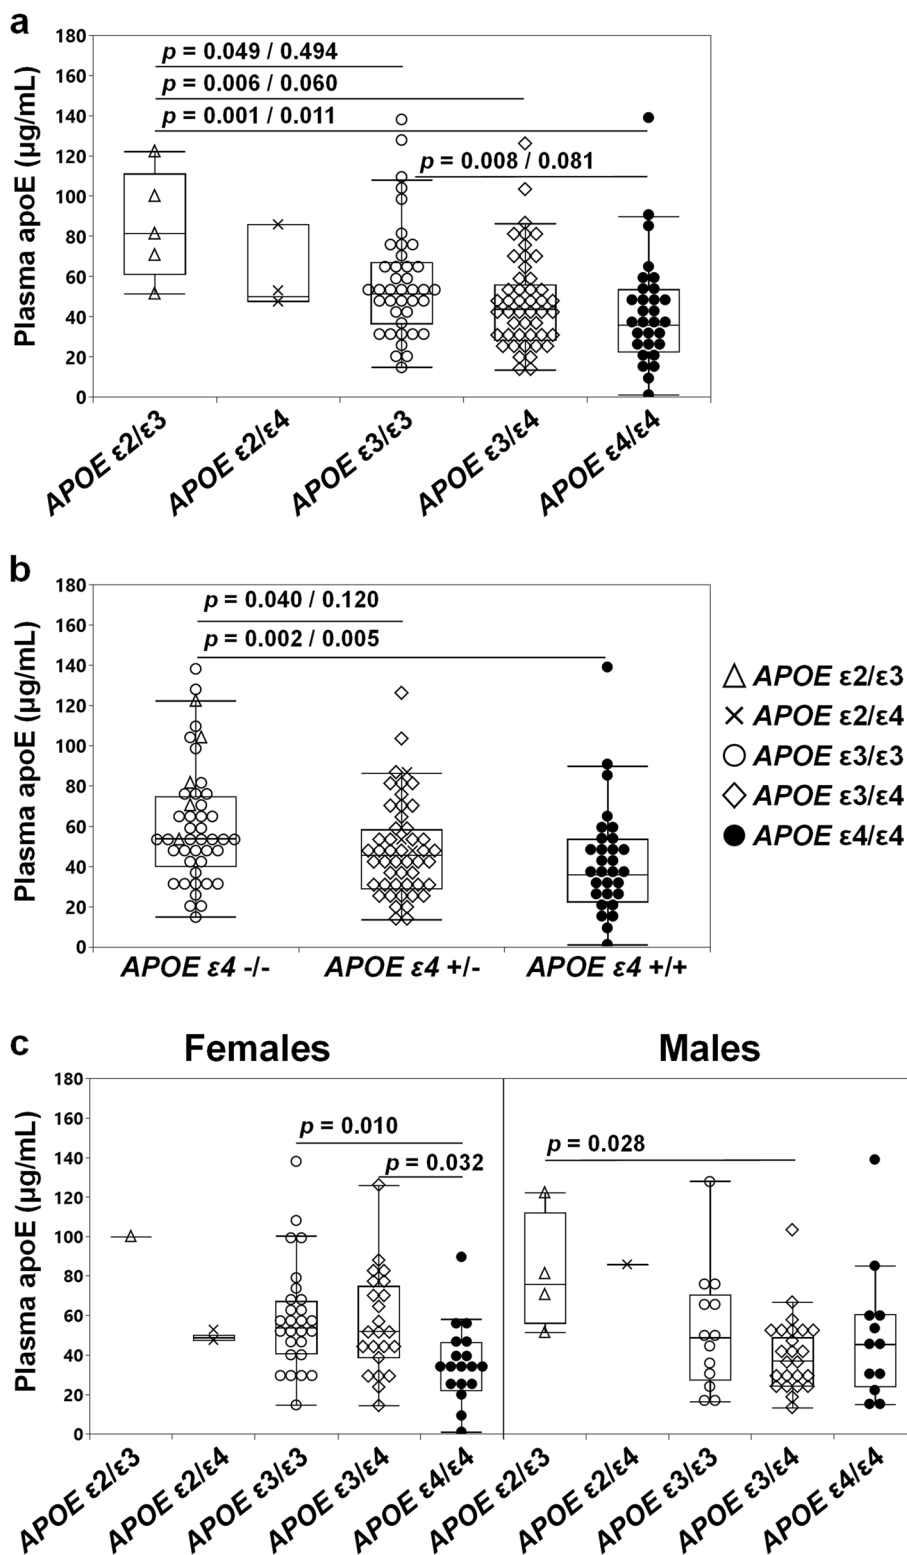 a
Plasma apoE (µg/mL)
180
160
140
120
100
80
60
40
20
0
p = 0.049 / 0.494
p = 0.006 / 0.060
p = 0.001 / 0.011
p = 0.008 / 0.081
APOE ε2/ε3
APOE ε2/ε4
APOE ε3/ε3
APOE ε3/ε4
APOE ε4/ε4
b
Plasma apoE (µg/mL)
180
160
140
120
100
80
60
40
20
0
p = 0.040 / 0.120
p = 0.002 / 0.005
APOE ε4 -/-
APOE ε4 +/-
APOE ε4 +/+
APOE ε2/ε3
APOE ε2/ε4
APOE ε3/ε3
APOE ε3/ε4
APOE ε4/ε4
c
Females
Males
Plasma apoE (µg/mL)
180
160
140
120
100
80
60
40
20
0
p = 0.010
p = 0.032
p = 0.028
APOE ε2/ε3
APOE ε2/ε4
APOE ε3/ε3
APOE ε3/ε4
APOE ε4/ε4
APOE ε2/ε3
APOE ε2/ε4
APOE ε3/ε3
APOE ε3/ε4
APOE ε4/ε4